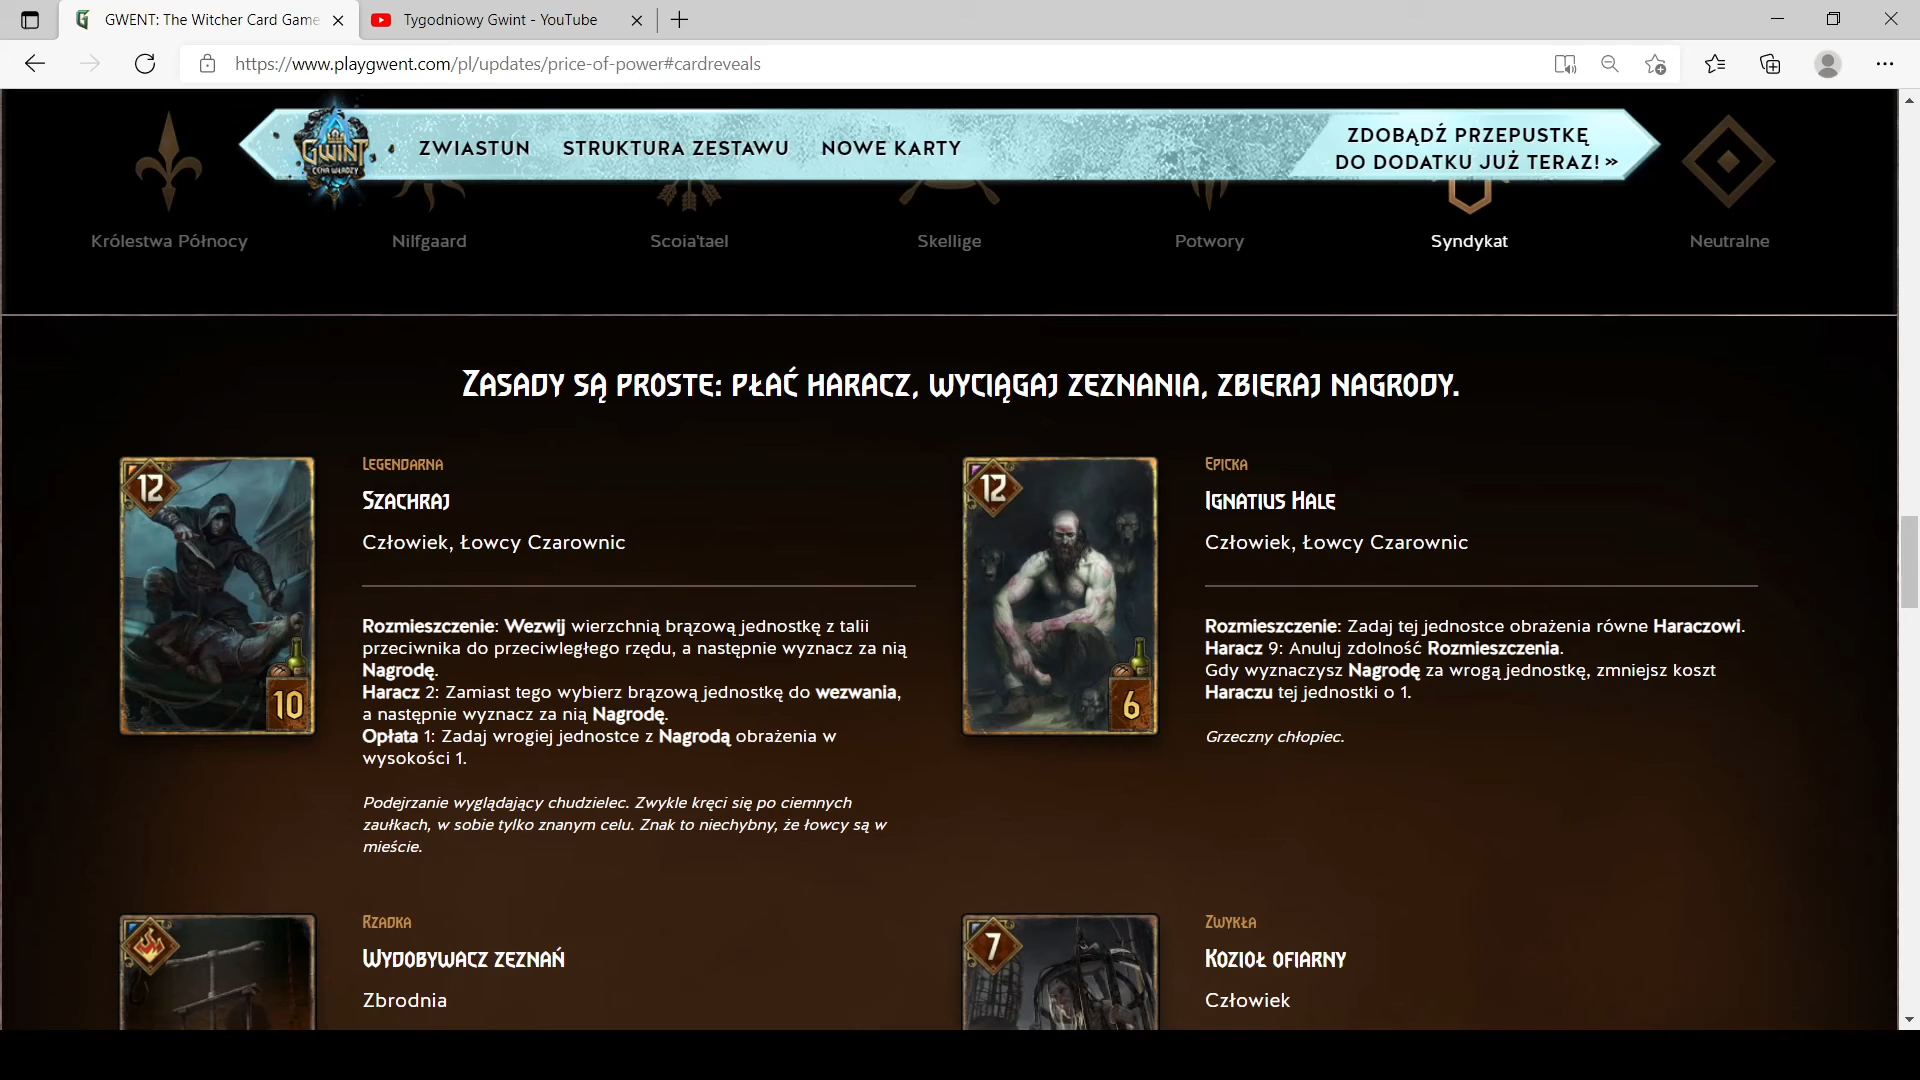 GWENT: The Witcher Card Game
Tygodniowy Gwint - YouTube
https://www.playgwent.com/pl/updates/price-of-power#cardreveals
GWINT
CENA WŁADZY
ZWIASTUN
STRUKTURA ZESTAWU
NOWE KARTY
ZDOBĄDŹ PRZEPUSTKĘ
DO DODATKU JUŻ TERAZ! »
Królestwa Północy
Nilfgaard
Scoia'tael
Skellige
Potwory
Syndykat
Neutralne
Zasady są proste: płać haracz, wyciągaj zeznania, zbieraj nagrody.
12
10
Legendarna
Szachraj
Człowiek, Łowcy Czarownic
Rozmieszczenie: Wezwij wierzchnią brązową jednostkę z talii
przeciwnika do przeciwległego rzędu, a następnie wyznacz za nią
Nagrodę.
Haracz 2: Zamiast tego wybierz brązową jednostkę do wezwania,
a następnie wyznacz za nią Nagrodę.
Opłata 1: Zadaj wrogiej jednostce z Nagrodą obrażenia w
wysokości 1.
Podejrzanie wyglądający chudzielec. Zwykle kręci się po ciemnych
zaułkach, w sobie tylko znanym celu. Znak to niechybny, że łowcy są w
mieście.
12
6
Epicka
Ignatius Hale
Człowiek, Łowcy Czarownic
Rozmieszczenie: Zadaj tej jednostce obrażenia równe Haraczowi.
Haracz 9: Anuluj zdolność Rozmieszczenia.
Gdy wyznaczysz Nagrodę za wrogą jednostkę, zmniejsz koszt
Haraczu tej jednostki o 1.
Grzeczny chłopiec.
Rzadka
Wydobywacz zeznań
Zbrodnia
7
Zwykła
Kozioł ofiarny
Człowiek